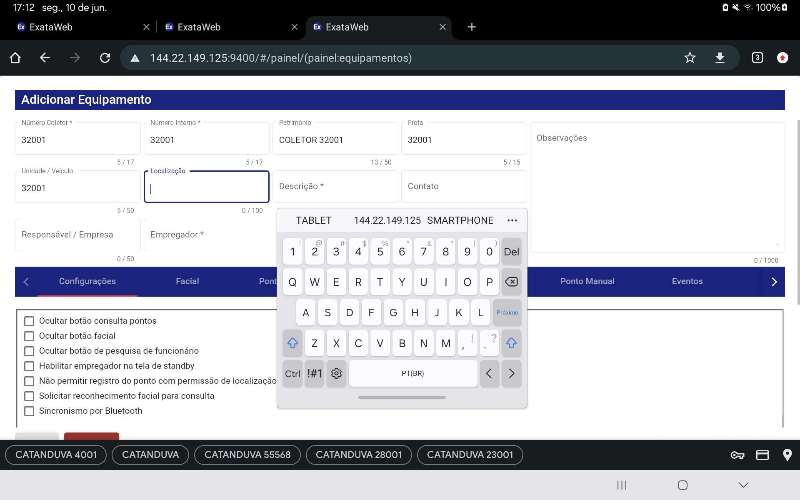 17:12 seg., 10 de jun.
100%
Ex ExataWeb
Ex ExataWeb
Ex ExataWeb
144.22.149.125:9400/#/painel/(painel:equipamentos)
3
Adicionar Equipamento
Número Coletor *
Número Interno *
Patrimônio
Frota
32001
32001
COLETOR 32001
32001
Observações
5 / 17
5 / 17
13 / 50
5 / 15
Unidade / Veículo
Localização
32001
Descrição *
Contato
5 / 50
0 / 100
Responsável / Empresa
Empregador *
0 / 50
0 / 1000
TABLET 144.22.149.125 SMARTPHONE ...
1 2 3 4 5 6 7 8 9 0 Del
Q W E R T Y U I O P
A S D F G H J K L Próximo
Z X C V B N M , ! . ?
Ctrl !#1 PT(BR)
Configurações
Facial
Pont
Ponto Manual
Eventos
Ocultar botão consulta pontos
Ocultar botão facial
Ocultar botão de pesquisa de funcionário
Habilitar empregador na tela de standby
Não permitir registro do ponto com permissão de localização
Solicitar reconhecimento facial para consulta
Sincronismo por Bluetooth
CATANDUVA 4001
CATANDUVA
CATANDUVA 55568
CATANDUVA 28001
CATANDUVA 23001